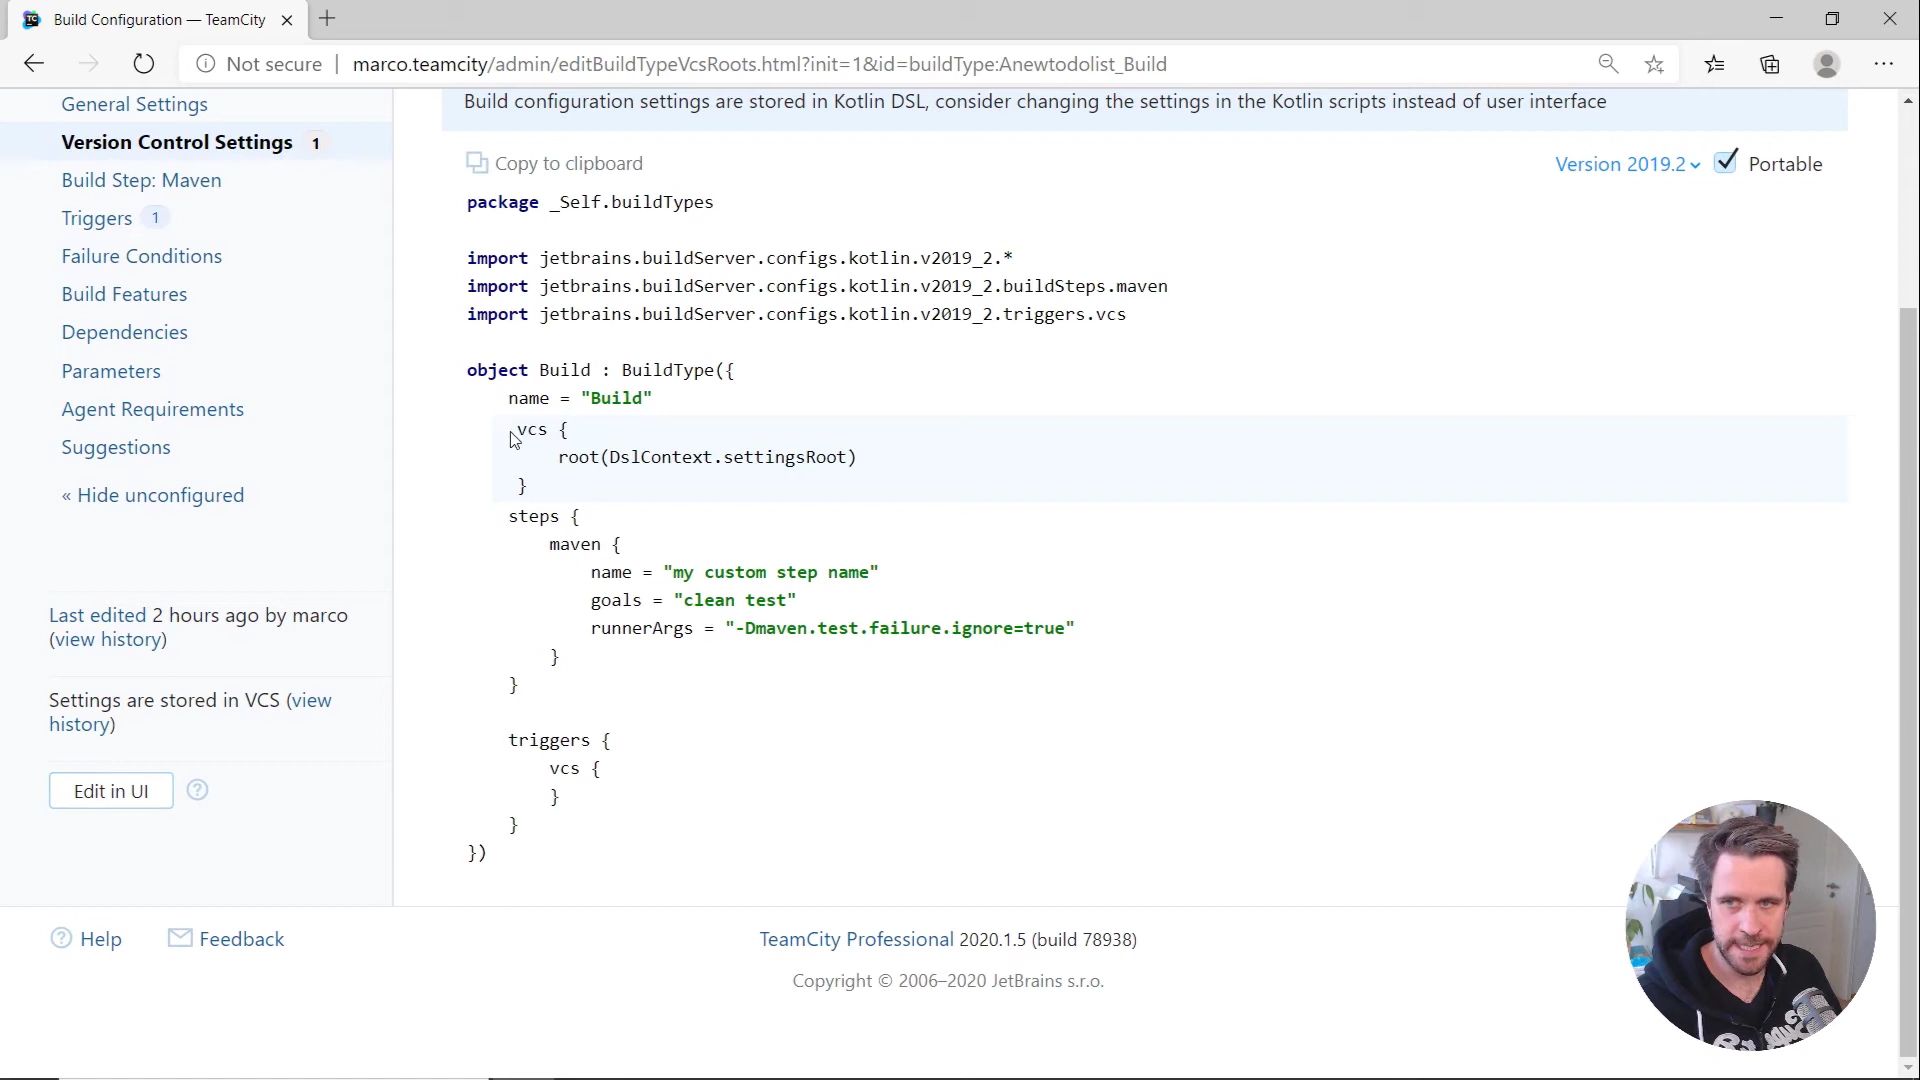 Build Configuration — TeamCity
Not secure | marco.teamcity/admin/editBuildTypeVcsRoots.html?init=1&id=buildType:Anewtodolist_Build
General Settings
Version Control Settings 1
Build Step: Maven
Triggers 1
Failure Conditions
Build Features
Dependencies
Parameters
Agent Requirements
Suggestions
« Hide unconfigured
Last edited 2 hours ago by marco
(view history)
Settings are stored in VCS (view
history)
Edit in UI
Build configuration settings are stored in Kotlin DSL, consider changing the settings in the Kotlin scripts instead of user interface
Copy to clipboard
Version 2019.2
Portable
package _Self.buildTypes
import jetbrains.buildServer.configs.kotlin.v2019_2.*
import jetbrains.buildServer.configs.kotlin.v2019_2.buildSteps.maven
import jetbrains.buildServer.configs.kotlin.v2019_2.triggers.vcs
object Build : BuildType({
name = "Build"
vcs {
root(DslContext.settingsRoot)
}
steps {
maven {
name = "my custom step name"
goals = "clean test"
runnerArgs = "-Dmaven.test.failure.ignore=true"
}
}
triggers {
vcs {
}
}
})
Help
Feedback
TeamCity Professional 2020.1.5 (build 78938)
Copyright © 2006–2020 JetBrains s.r.o.